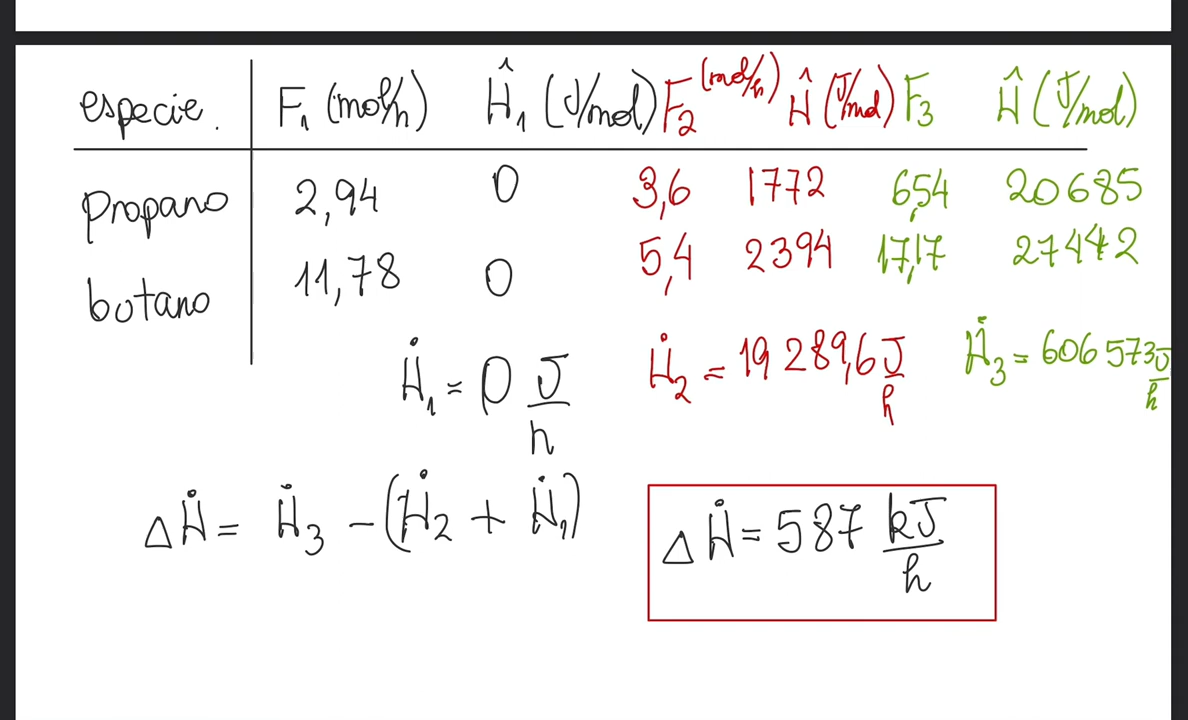 especie. F₁ (mol/h) Ĥ₁ (J/mol) F₂ (mol/h) Ĥ (J/mol) F₃ Ĥ (J/mol)
Propano 2,94 0 3,6 1772 6,54 20685
botano 11,78 0 5,4 2394 17,17 27442
Ḣ₁ = 0 J/h Ḣ₂ = 19 289,6 J/h Ḣ₃ = 606 573 J/h
ΔḢ = Ḣ₃ - (Ḣ₂ + Ḣ₁) ΔḢ = 587 kJ/h